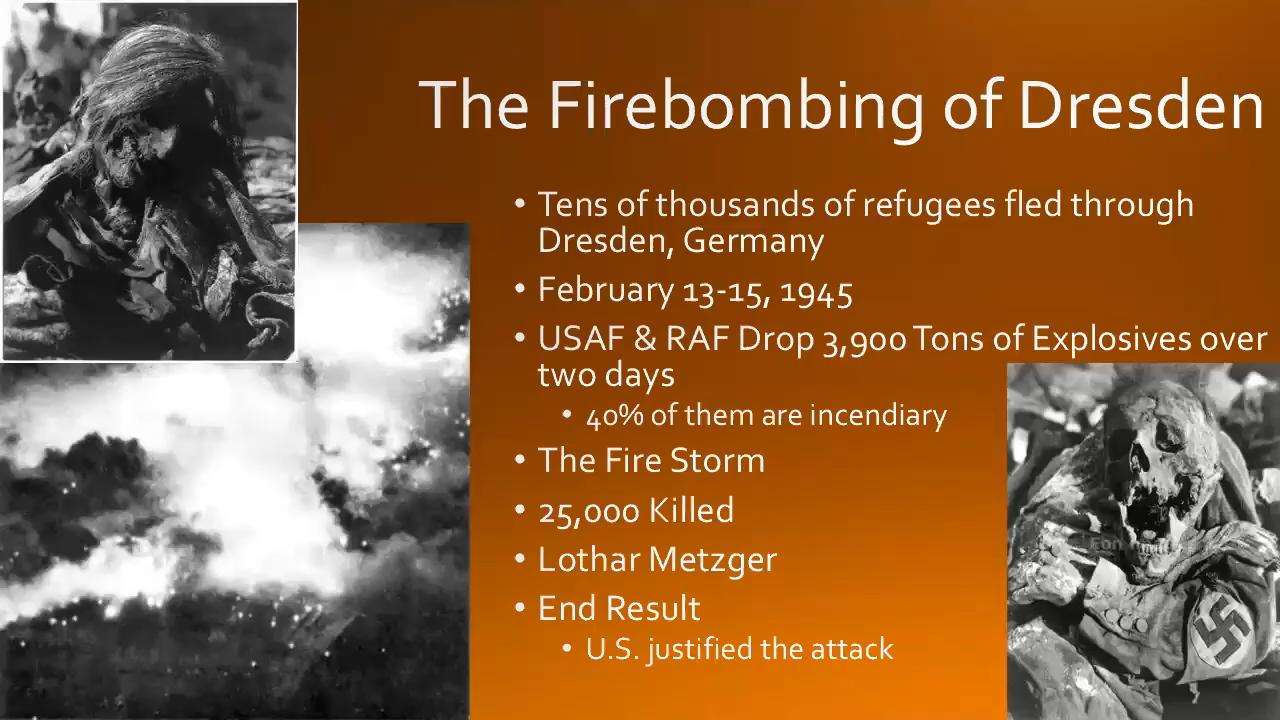 The Firebombing of Dresden
• Tens of thousands of refugees fled through
Dresden, Germany
• February 13-15, 1945
• USAF & RAF Drop 3,900 Tons of Explosives over
two days
• 40% of them are incendiary
• The Fire Storm
• 25,000 Killed
• Lothar Metzger
• End Result
• U.S. justified the attack